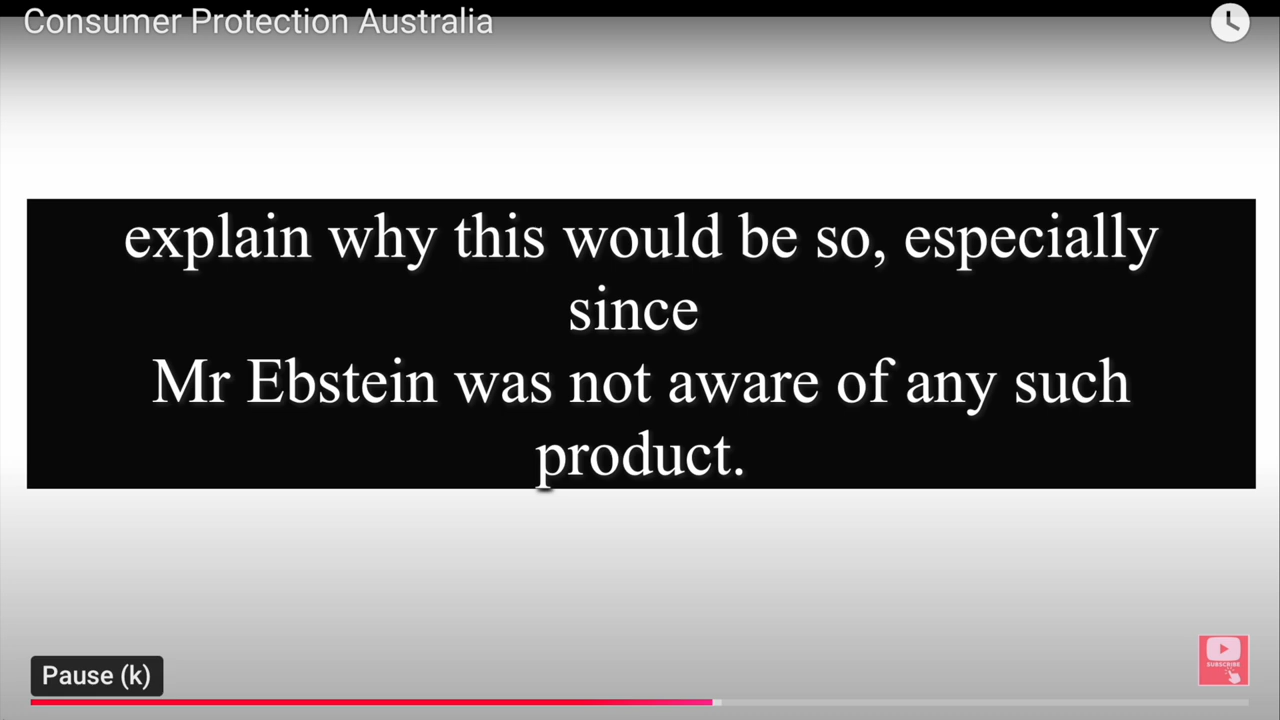 Consumer Protection Australia
explain why this would be so, especially
since
Mr Ebstein was not aware of any such
product.
SUBSCRIBE
Pause (k)